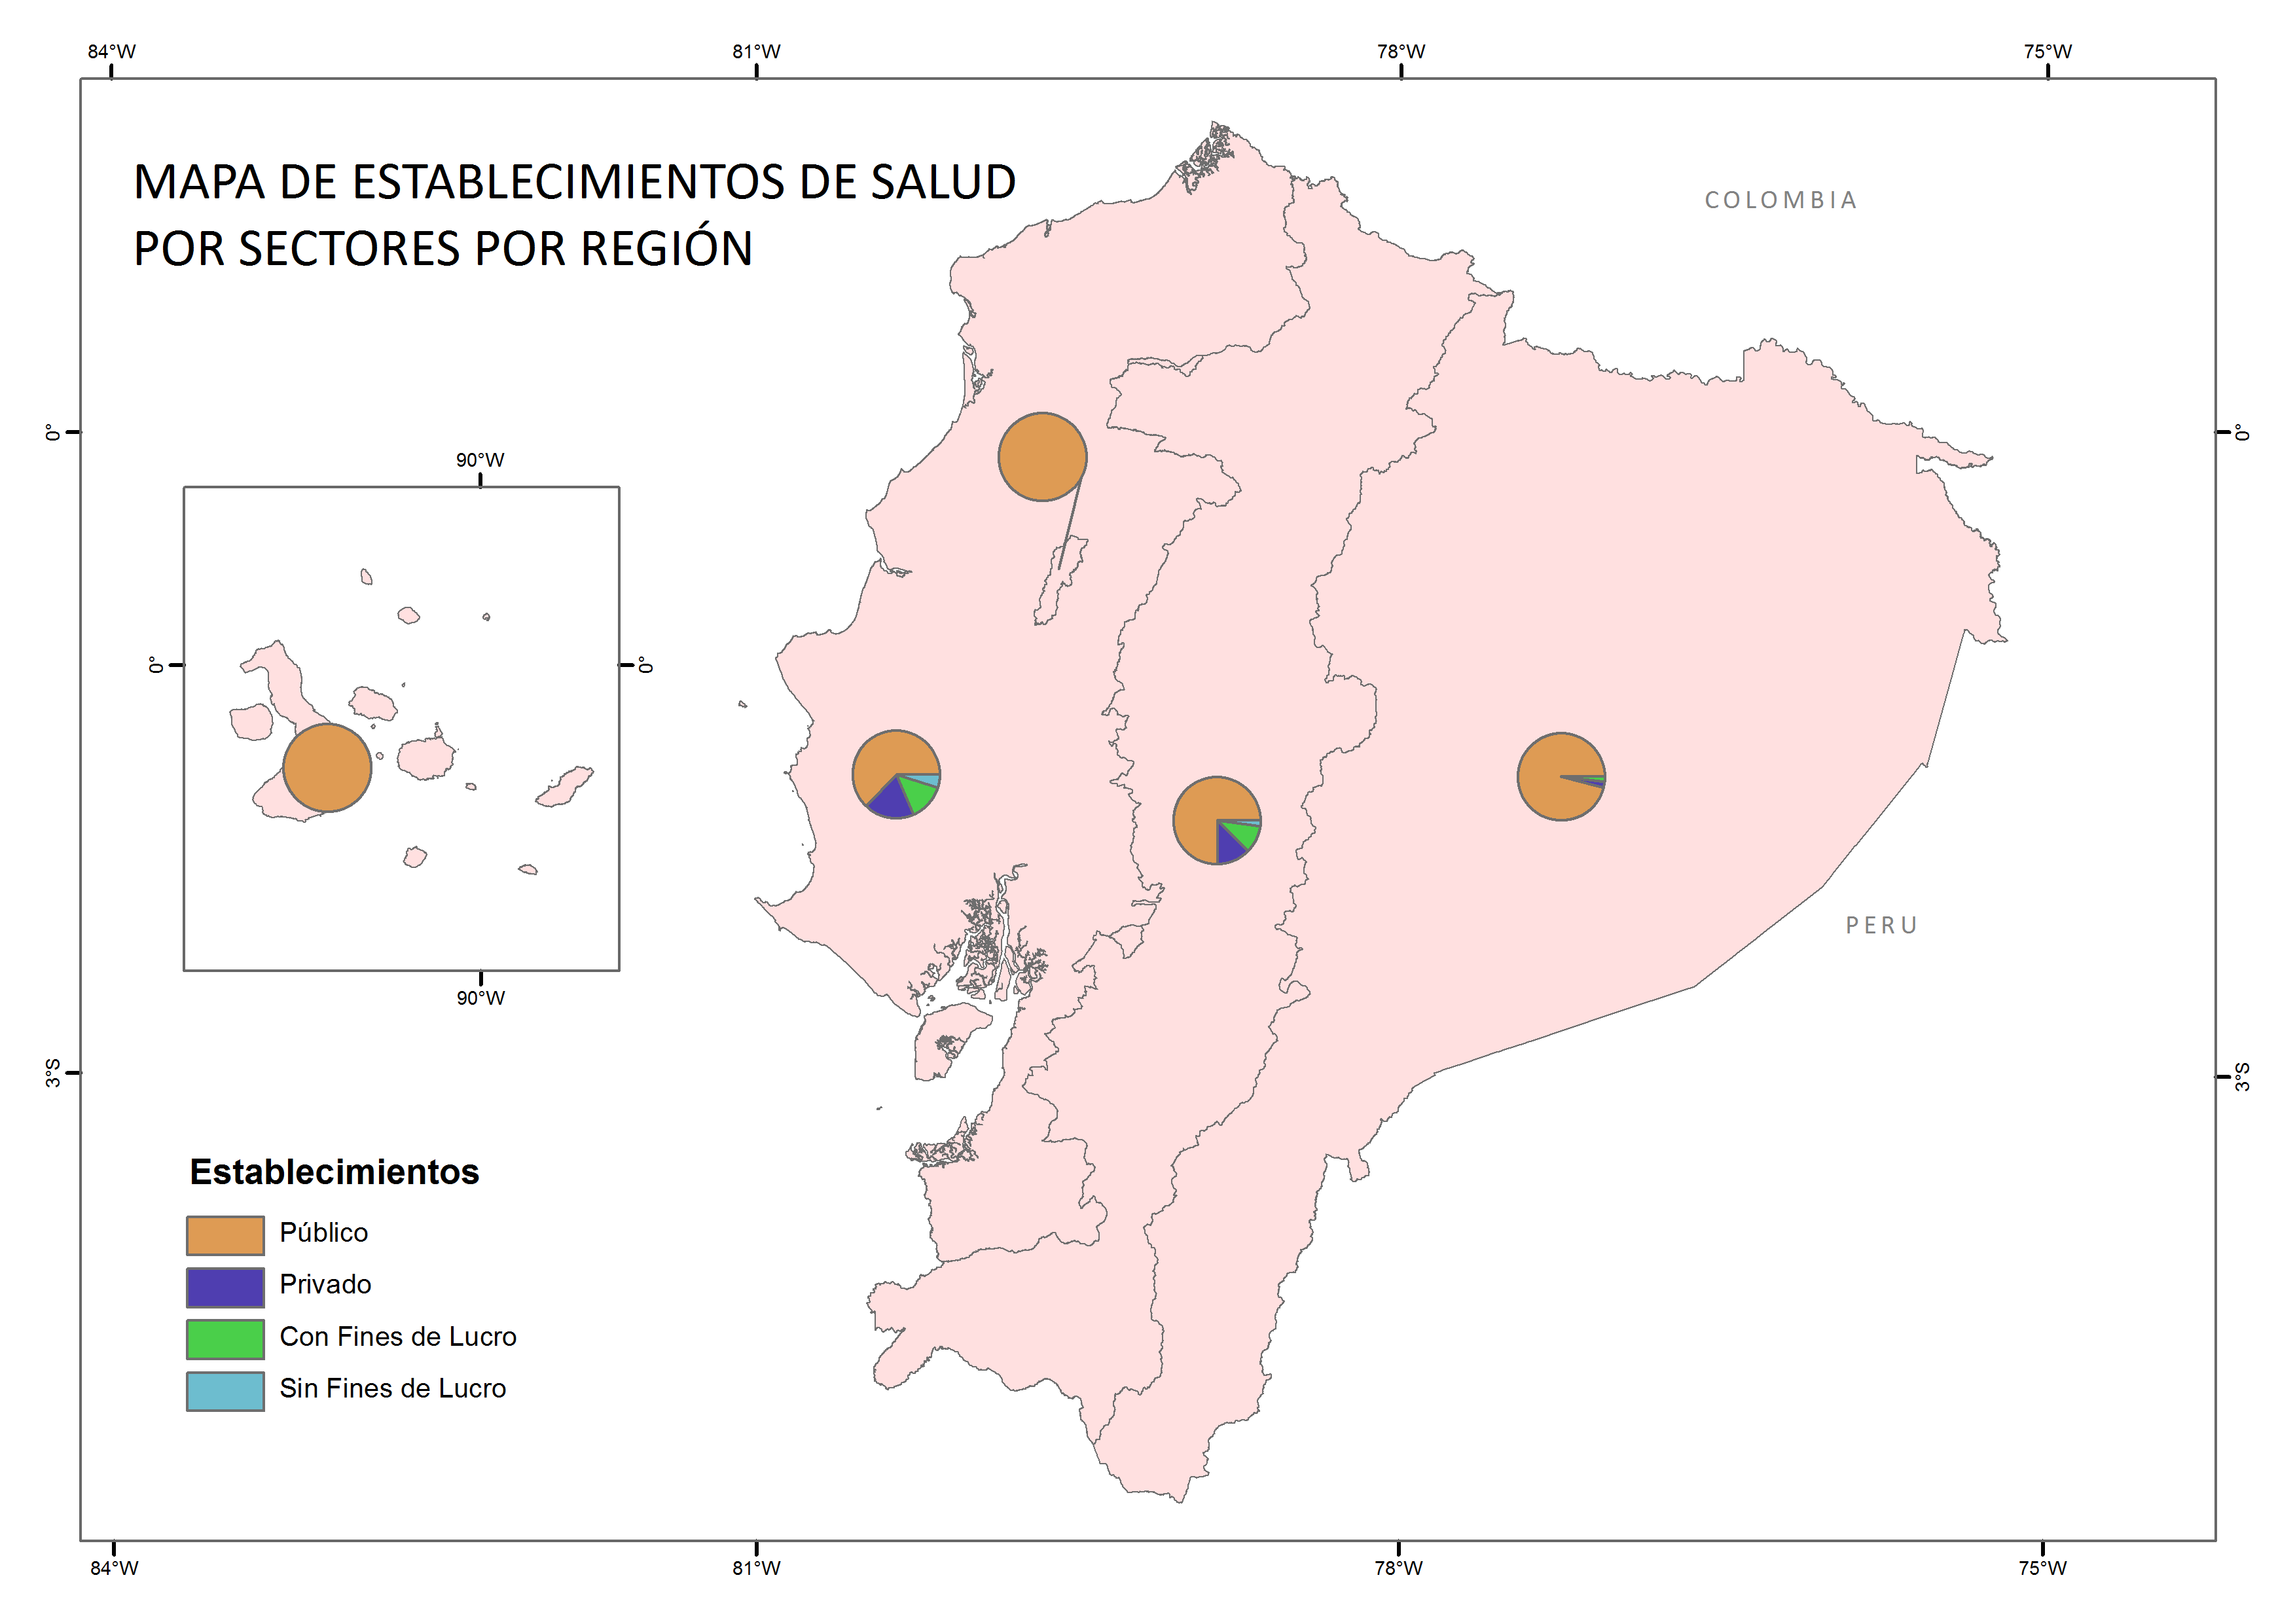 84°W
81°W
78°W
75°W
MAPA DE ESTABLECIMIENTOS DE SALUD
POR SECTORES POR REGIÓN
COLOMBIA
0°
0°
90°W
0°
0°
90°W
PERU
3°S
3°S
Establecimientos
Público
Privado
Con Fines de Lucro
Sin Fines de Lucro
84°W
81°W
78°W
75°W